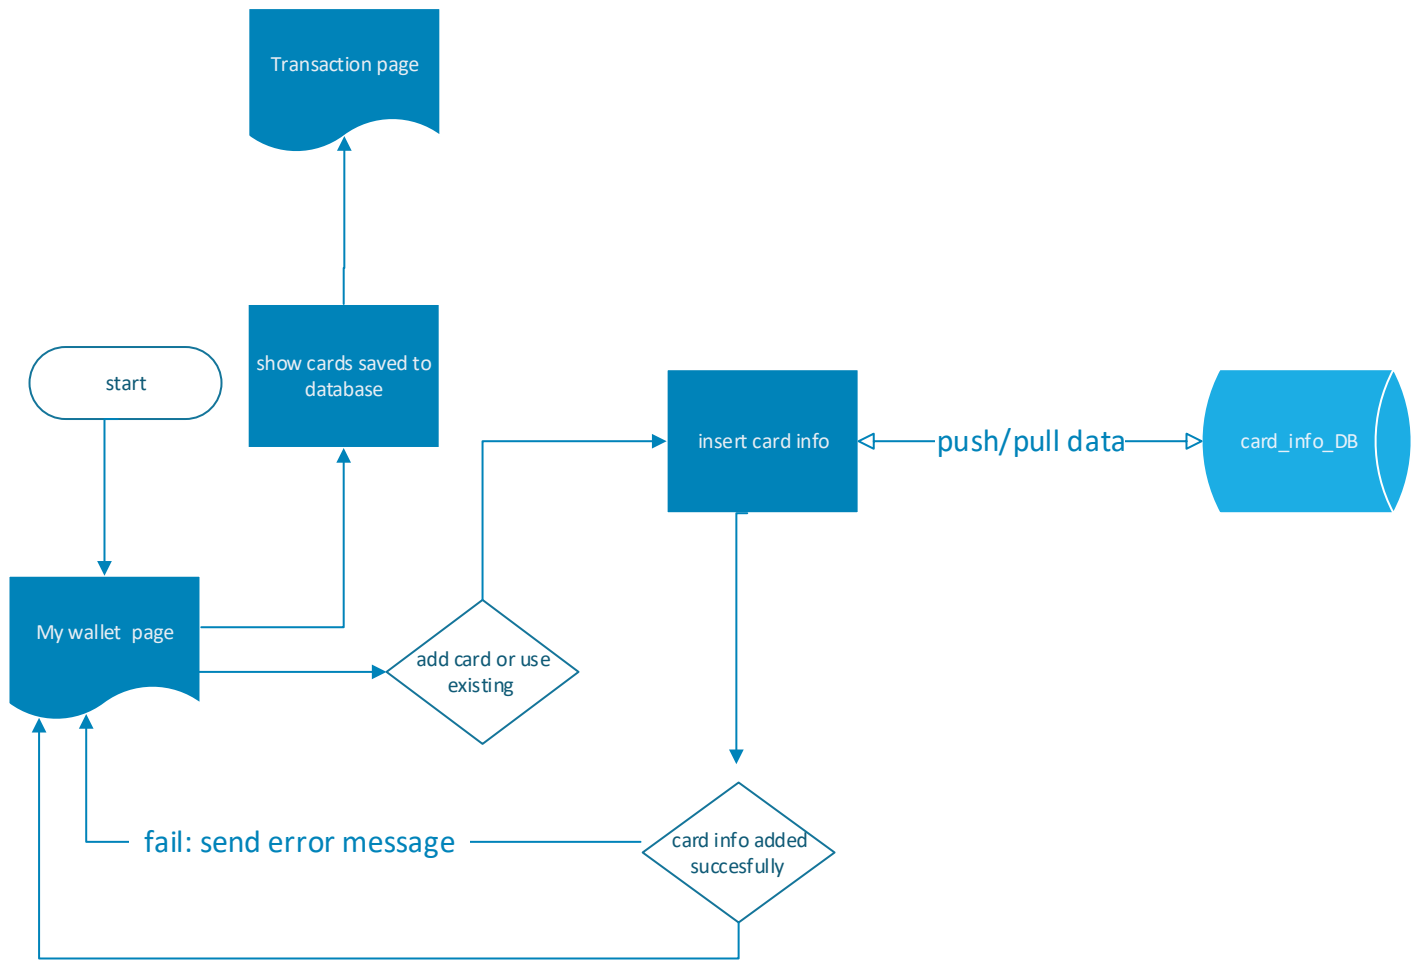 Transaction page
show cards saved to
database
start
insert card info
push/pull data
card_info_DB
My wallet page
add card or use
existing
fail: send error message
card info added
succesfully